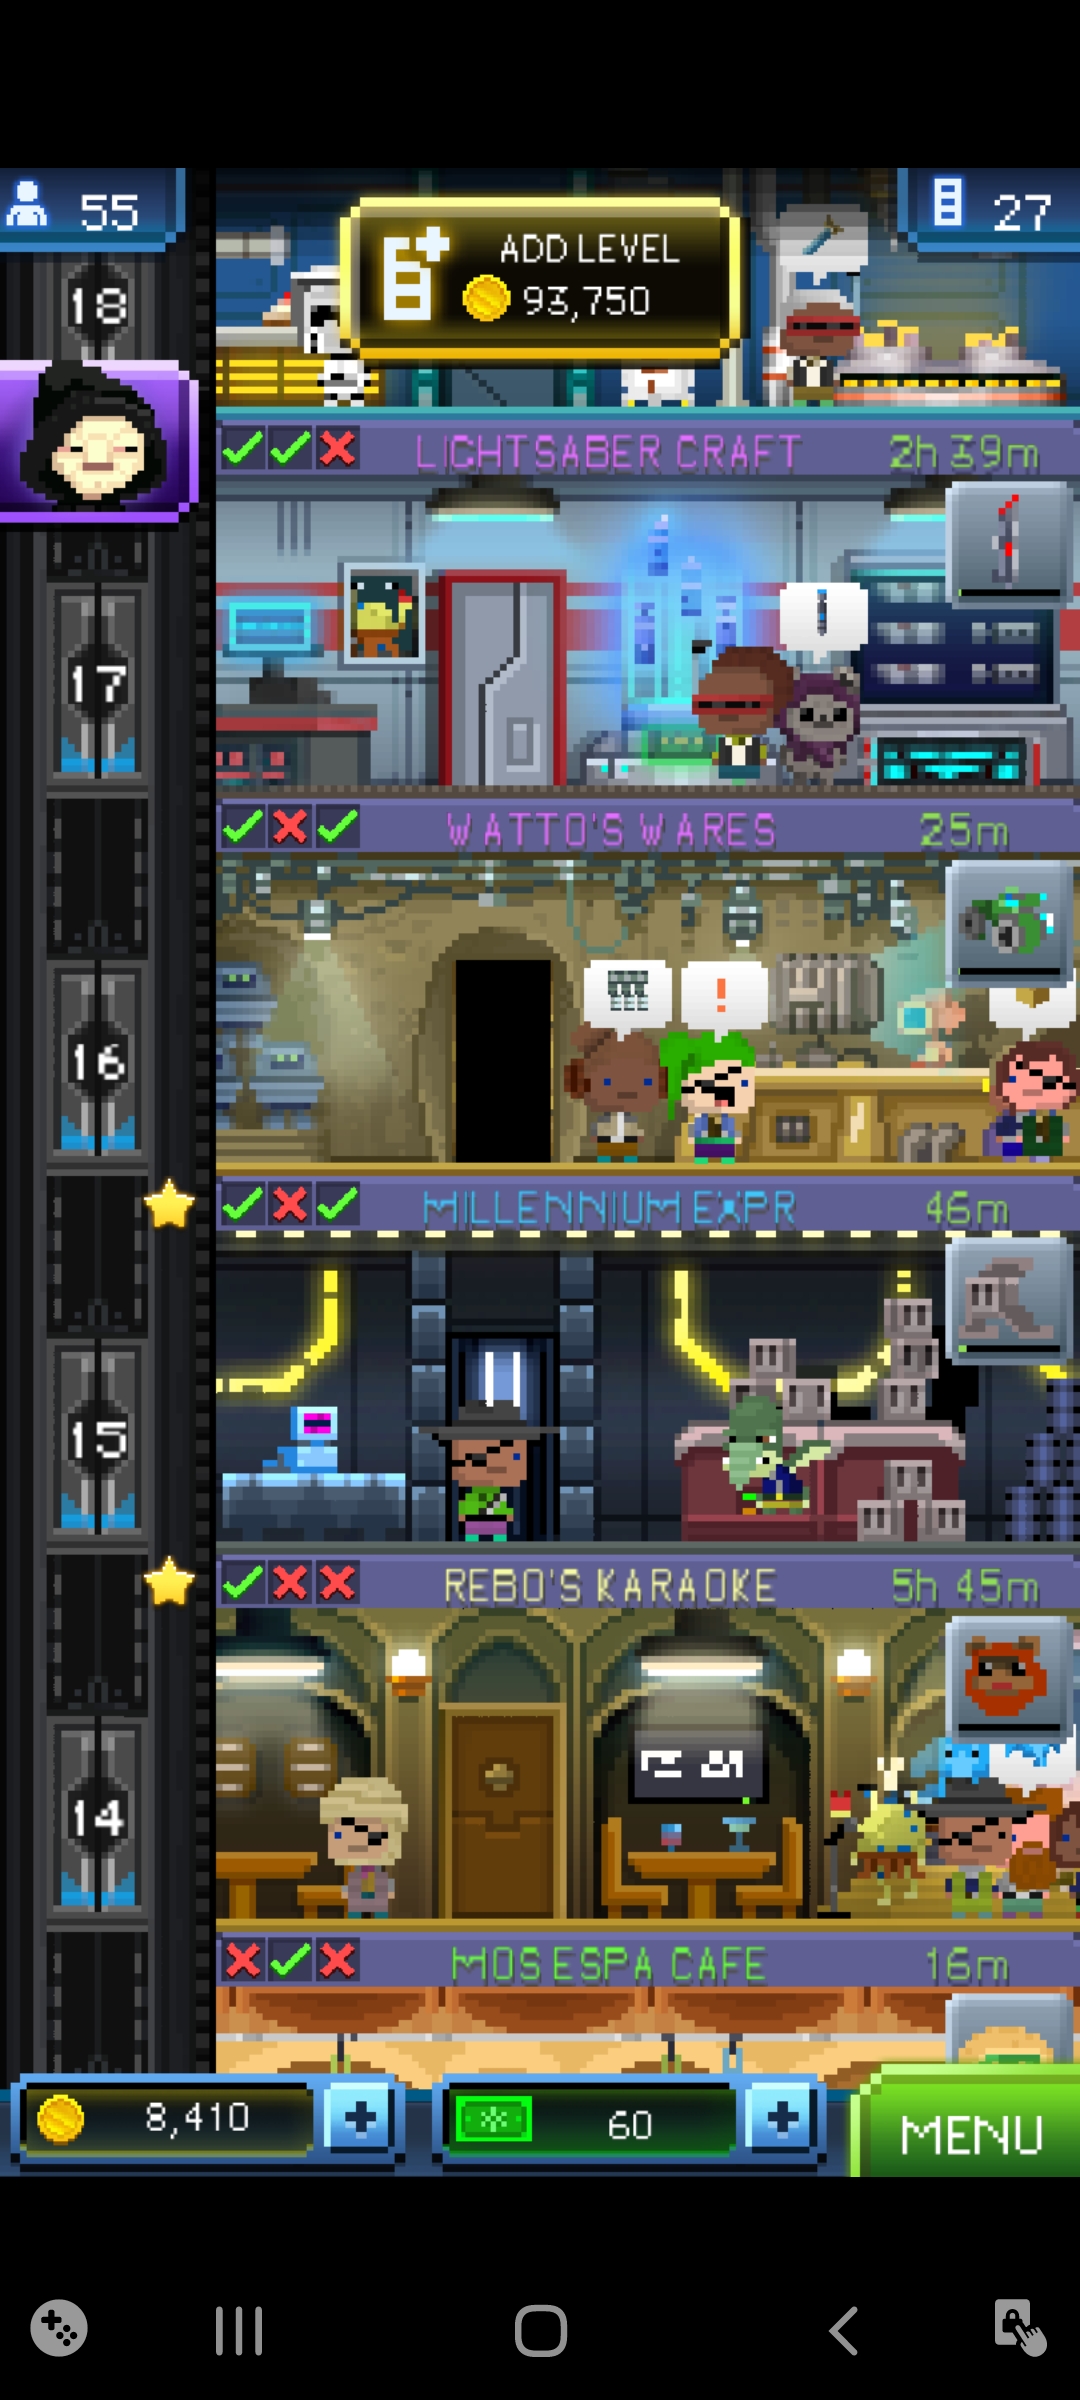 55
ADD LEVEL
93,750
27
18
LIGHTSABER CRAFT
2h 39m
17
WATTO'S WARES
25m
!
16
MILLENNIUM EXPR
46m
15
REBO'S KARAOKE
5h 45m
14
MOS ESPA CAFE
16m
8,410
+
60
+
MENU